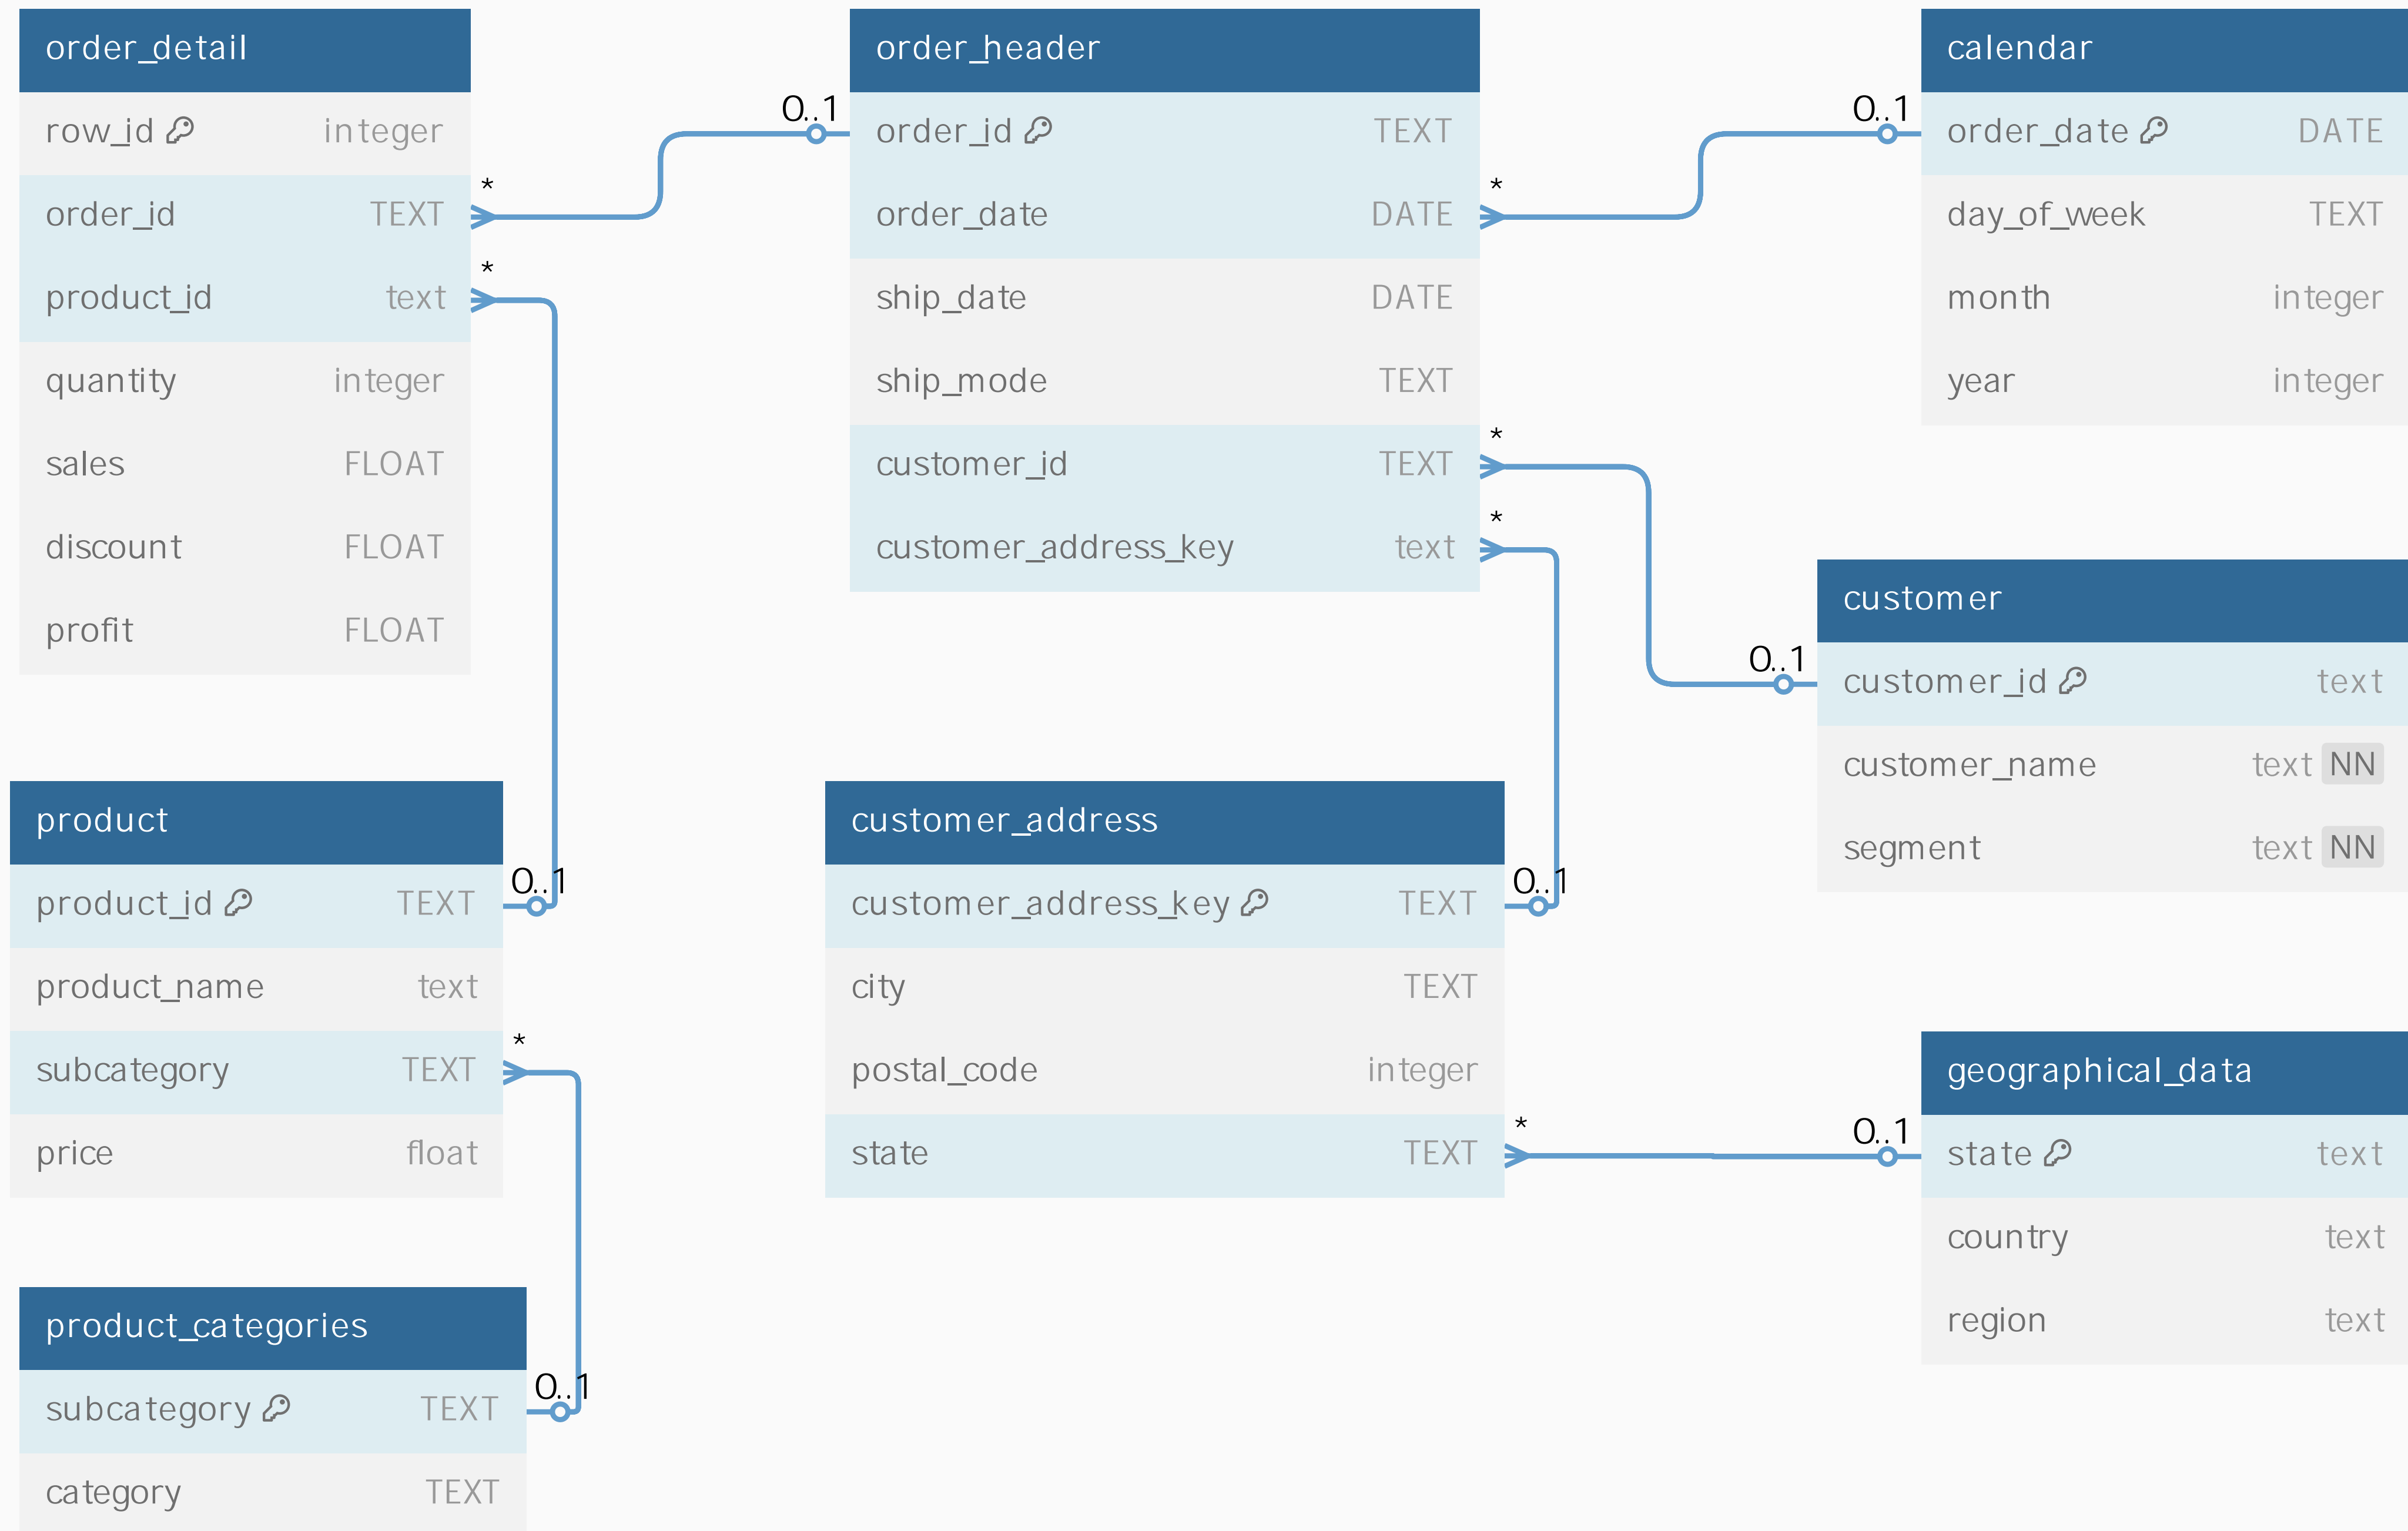 order_detail
row_id integer
order_id TEXT
product_id text
quantity integer
sales FLOAT
discount FLOAT
profit FLOAT
*
*
0..1
order_header
order_id TEXT
order_date DATE
ship_date DATE
ship_mode TEXT
customer_id TEXT
customer_address_key text
*
*
*
0..1
calendar
order_date DATE
day_of_week TEXT
month integer
year integer
0..1
customer
customer_id text
customer_name text NN
segment text NN
product
product_id TEXT
product_name text
subcategory TEXT
price float
0..1
*
customer_address
customer_address_key TEXT
city TEXT
postal_code integer
state TEXT
0..1
*
0..1
geographical_data
state text
country text
region text
product_categories
subcategory TEXT
category TEXT
0..1